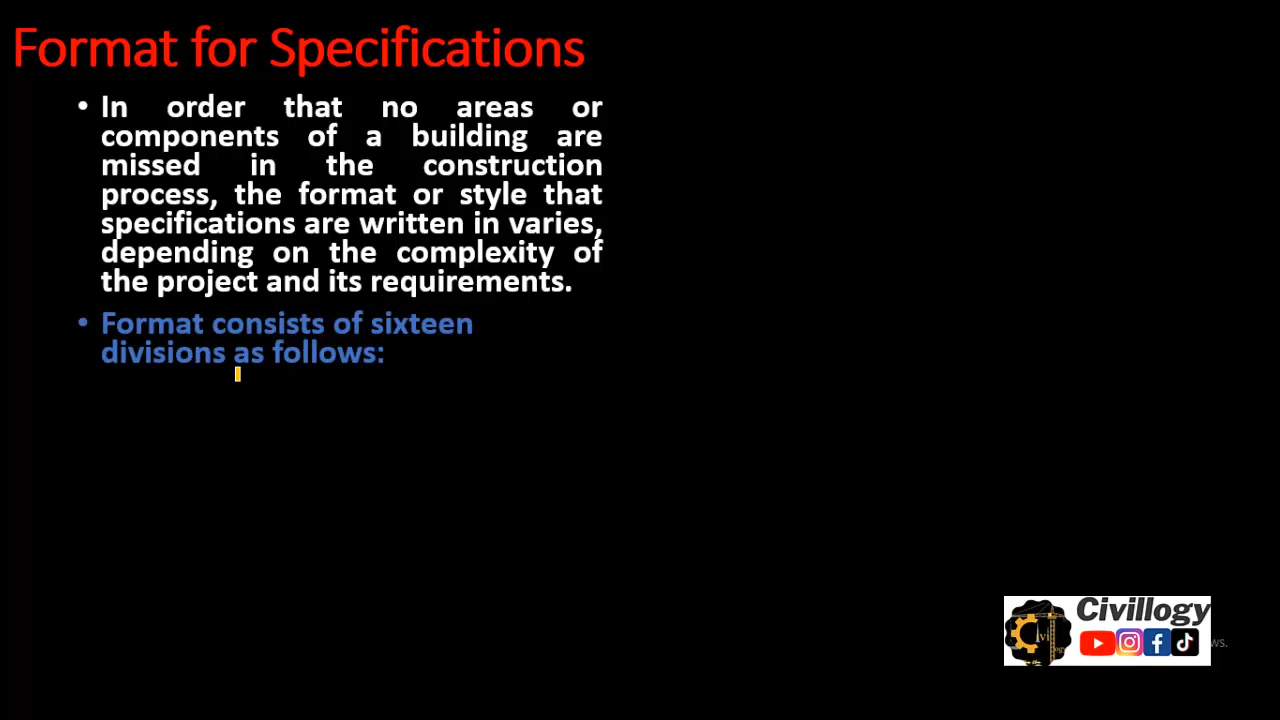 Format for Specifications
• In order that no areas or
components of a building are
missed in the construction
process, the format or style that
specifications are written in varies,
depending on the complexity of
the project and its requirements.
• Format consists of sixteen
divisions as follows:
Civillogy